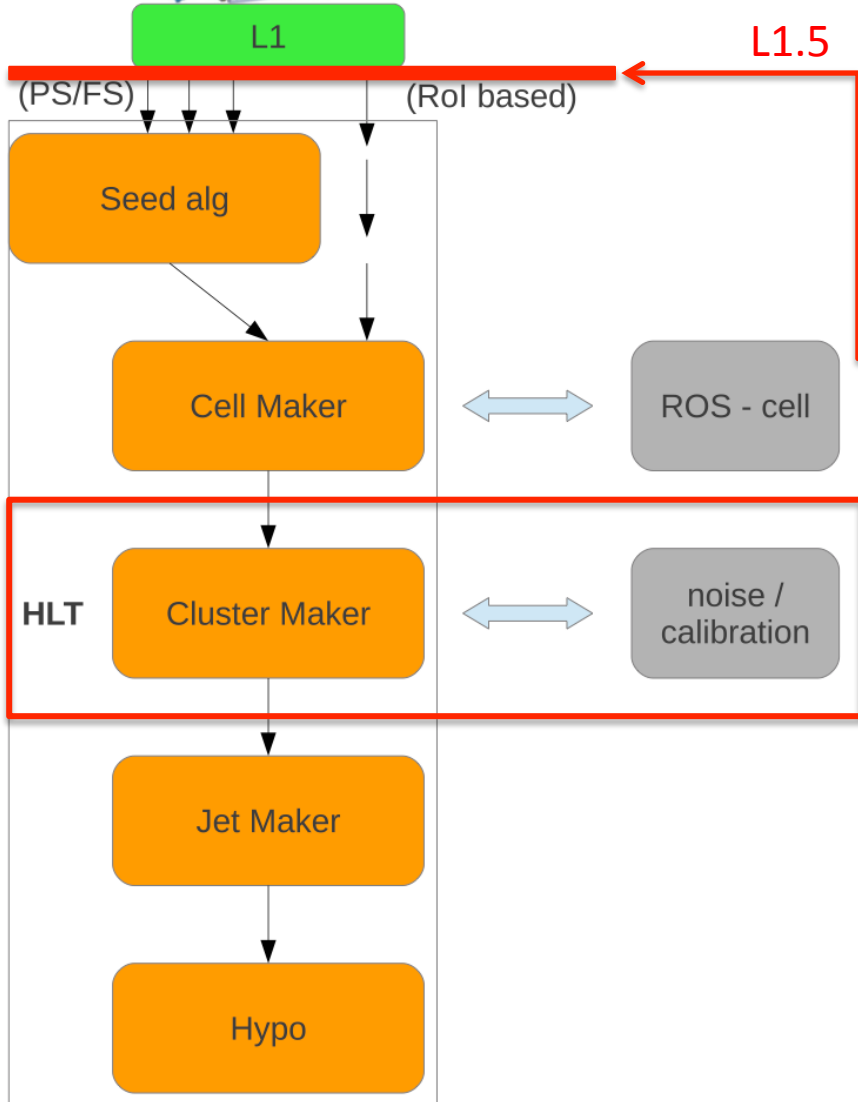 L1
L1.5
(PS/FS)
(RoI based)
Seed alg
Cell Maker
ROS - cell
HLT
Cluster Maker
noise /
calibration
Jet Maker
Hypo